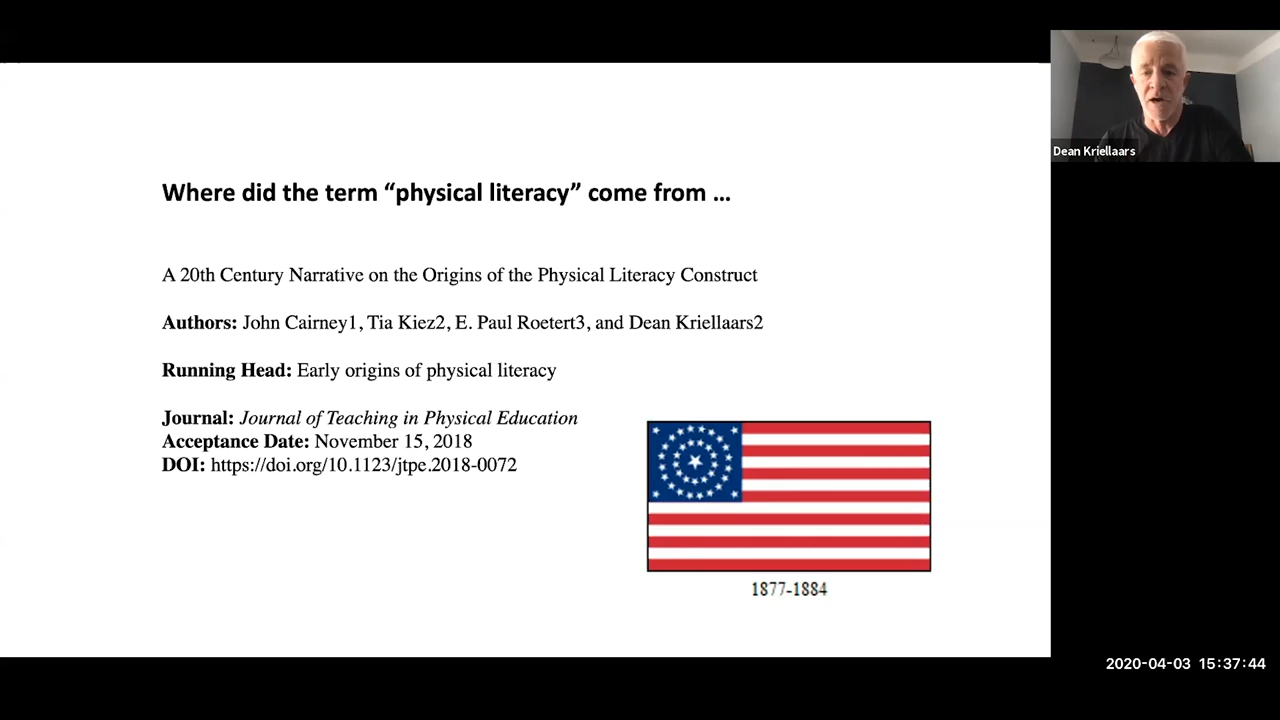 Dean Kriellaars
Where did the term “physical literacy” come from ...
A 20th Century Narrative on the Origins of the Physical Literacy Construct
Authors: John Cairney1, Tia Kiez2, E. Paul Roetert3, and Dean Kriellaars2
Running Head: Early origins of physical literacy
Journal: Journal of Teaching in Physical Education
Acceptance Date: November 15, 2018
DOI: https://doi.org/10.1123/jtpe.2018-0072
1877-1884
2020-04-03 15:37:44